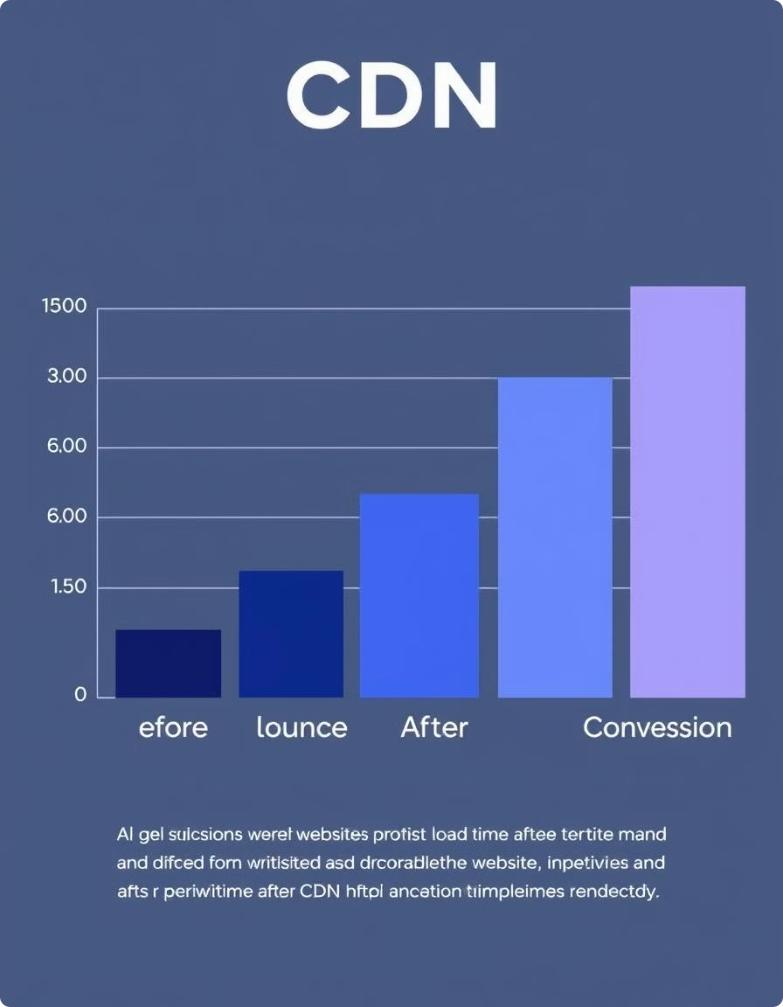 CDN
1500
3.00
6.00
6.00
1.50
0
efore lounce After Convession
Al gel sulcsions werel websites profist load time aftee tertite mand
and difced fom writlsited asd drcorablethe website, inpetivies and
afts r periwitime after CDN hftpl ancation timpleimes rendectdy.